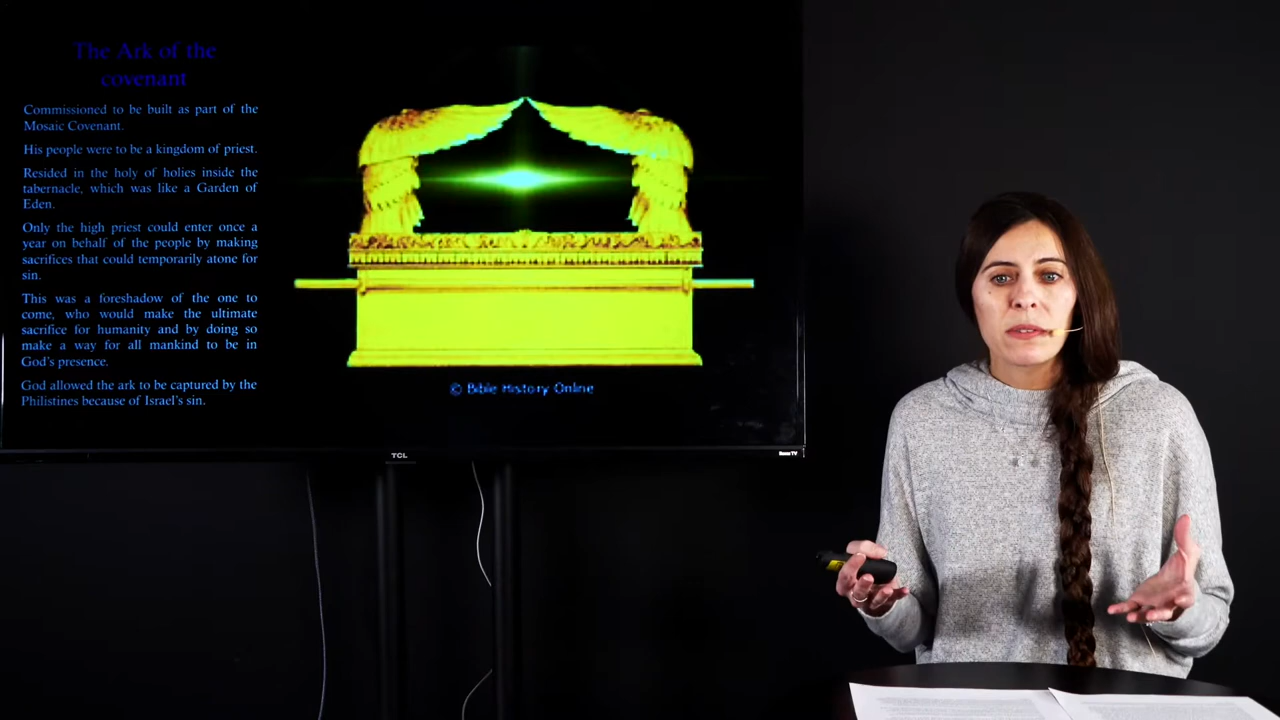 The Ark of the
covenant
Commissioned to be built as part of the
Mosaic Covenant.
His people were to be a kingdom of priest.
Resided in the holy of holies inside the
tabernacle, which was like a Garden of
Eden.
Only the high priest could enter once a
year on behalf of the people by making
sacrifices that could temporarily atone for
sin.
This was a foreshadow of the one to
come, who would make the ultimate
sacrifice for humanity and by doing so
make a way for all mankind to be in
God's presence.
God allowed the ark to be captured by the
Philistines because of Israel's sin.
© Bible History Online
TCL
Roku TV